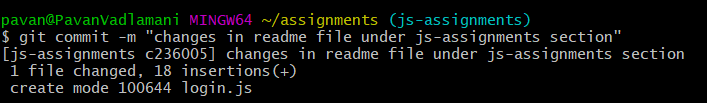 pavan@PavanVadlamani MINGW64 ~/assignments (js-assignments)
$ git commit -m "changes in readme file under js-assignments section"
[js-assignments c236005] changes in readme file under js-assignments section
 1 file changed, 18 insertions(+)
 create mode 100644 login.js